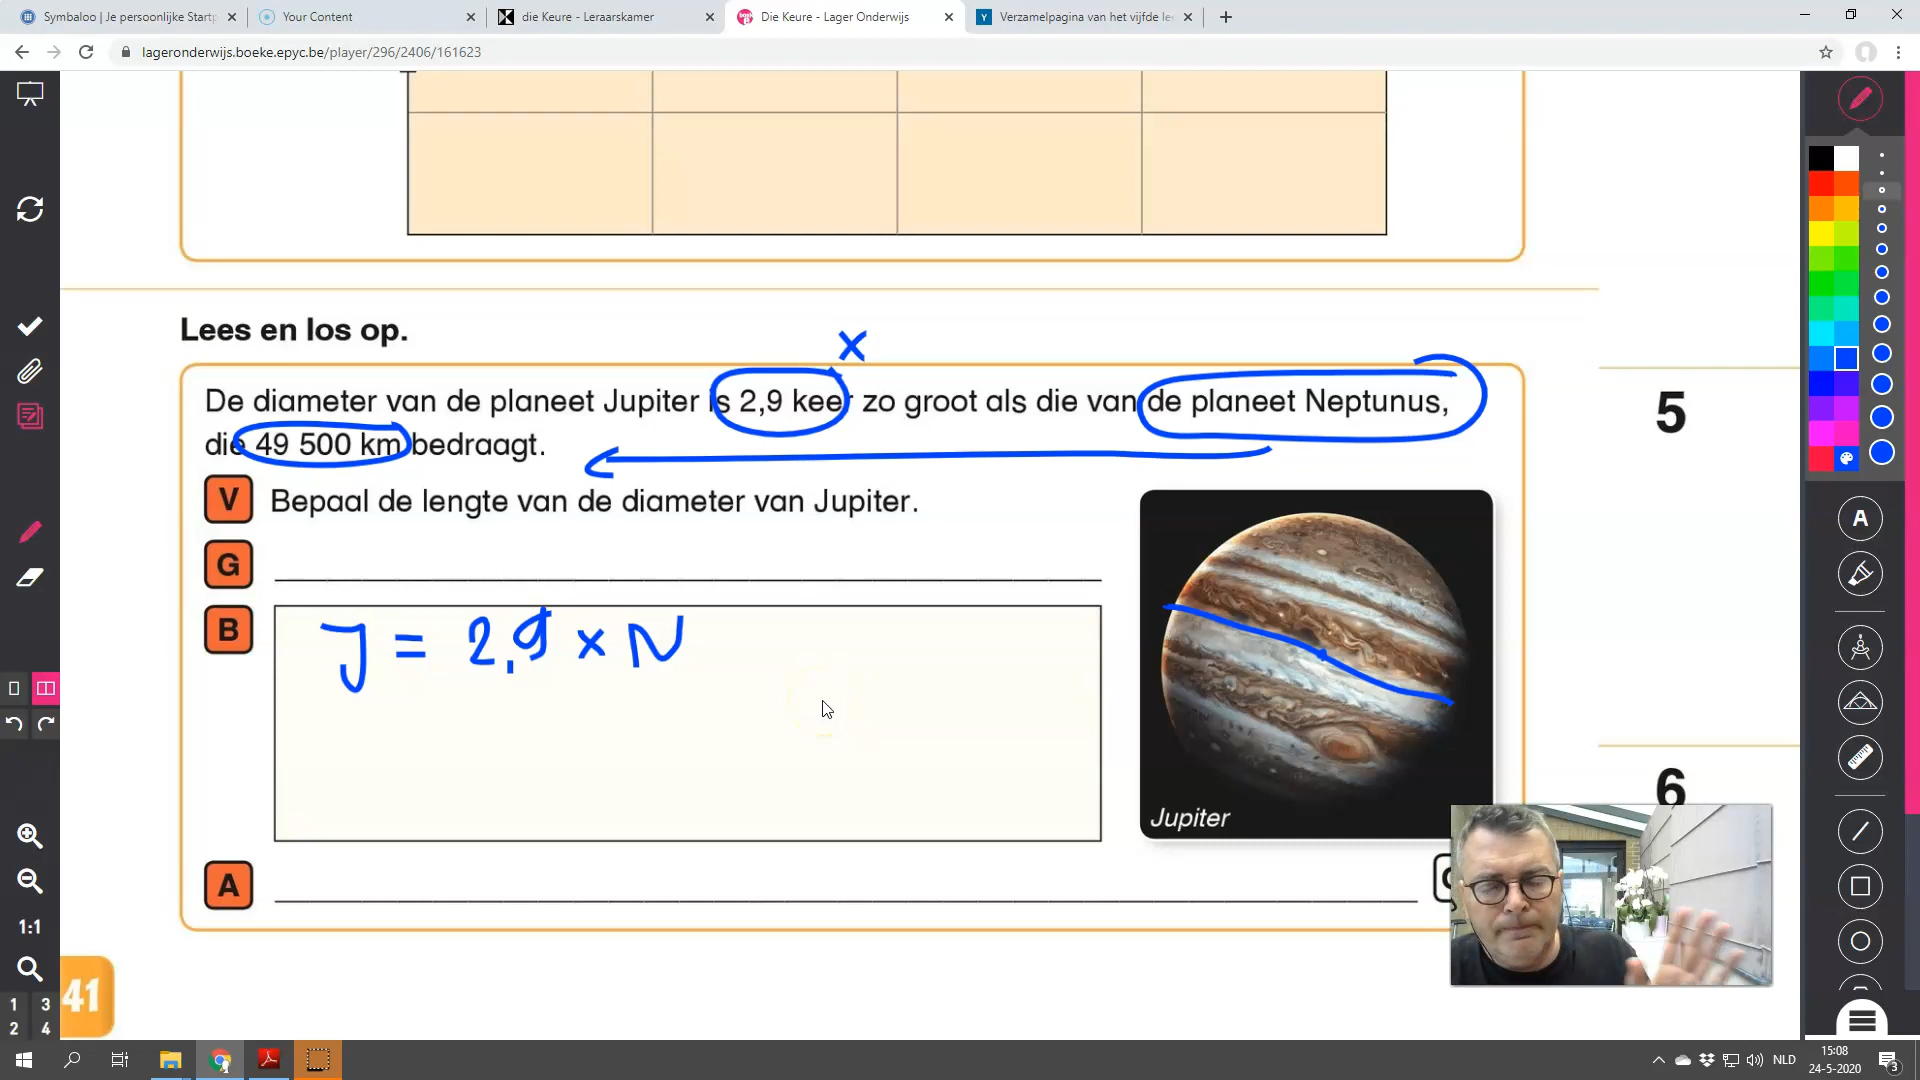 Symbaloo | Je persoonlijke Startp
Your Content
die Keure - Leraarskamer
Die Keure - Lager Onderwijs
Verzamelpagina van het vijfde le
lageronderwijs.boeke.epyc.be/player/296/2406/161623
Lees en los op.
x
De diameter van de planeet Jupiter is 2,9 keer zo groot als die van de planeet Neptunus,
die 49 500 km bedraagt.
V Bepaal de lengte van de diameter van Jupiter.
G
B
J = 2,9 x N
Jupiter
A
5
6
41
A
1:1
1 3
2 4
NLD
15:08
24-5-2020
3